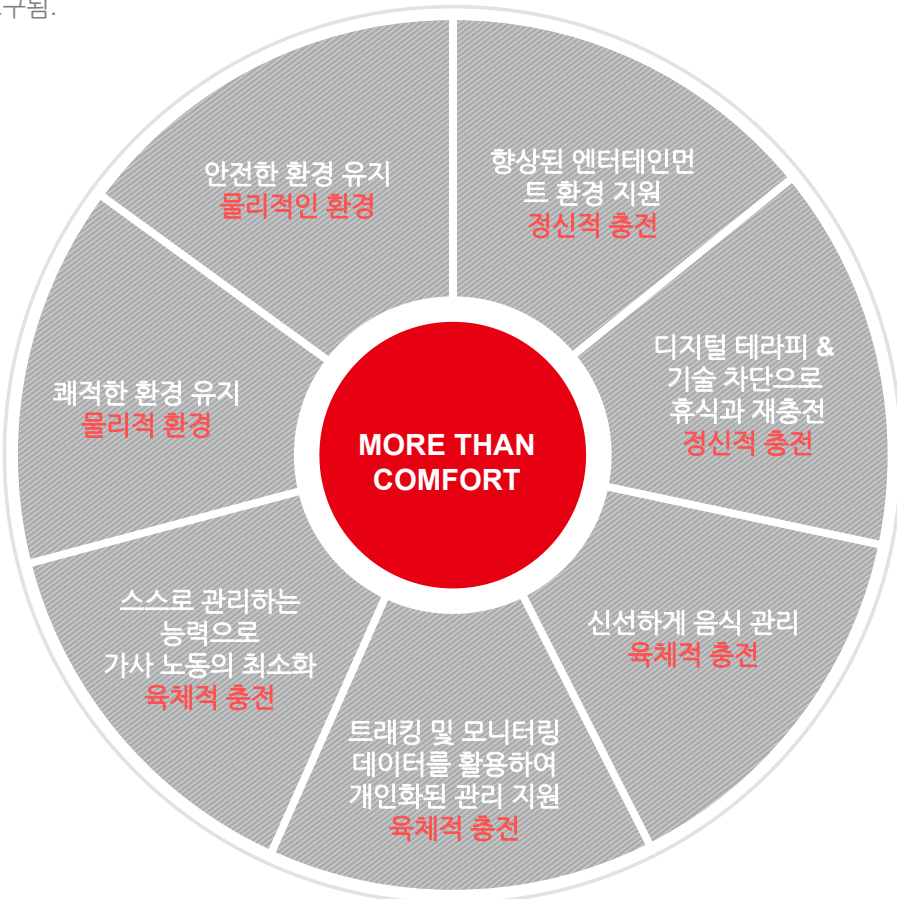 구됨.
안전한 환경 유지
물리적인 환경
향상된 엔터테인먼
트 환경 지원
정신적 충전
디지털 테라피 &
기술 차단으로
휴식과 재충전
정신적 충전
쾌적한 환경 유지
물리적 환경
MORE THAN
COMFORT
스스로 관리하는
능력으로
가사 노동의 최소화
육체적 충전
신선하게 음식 관리
육체적 충전
트래킹 및 모니터링
데이터를 활용하여
개인화된 관리 지원
육체적 충전